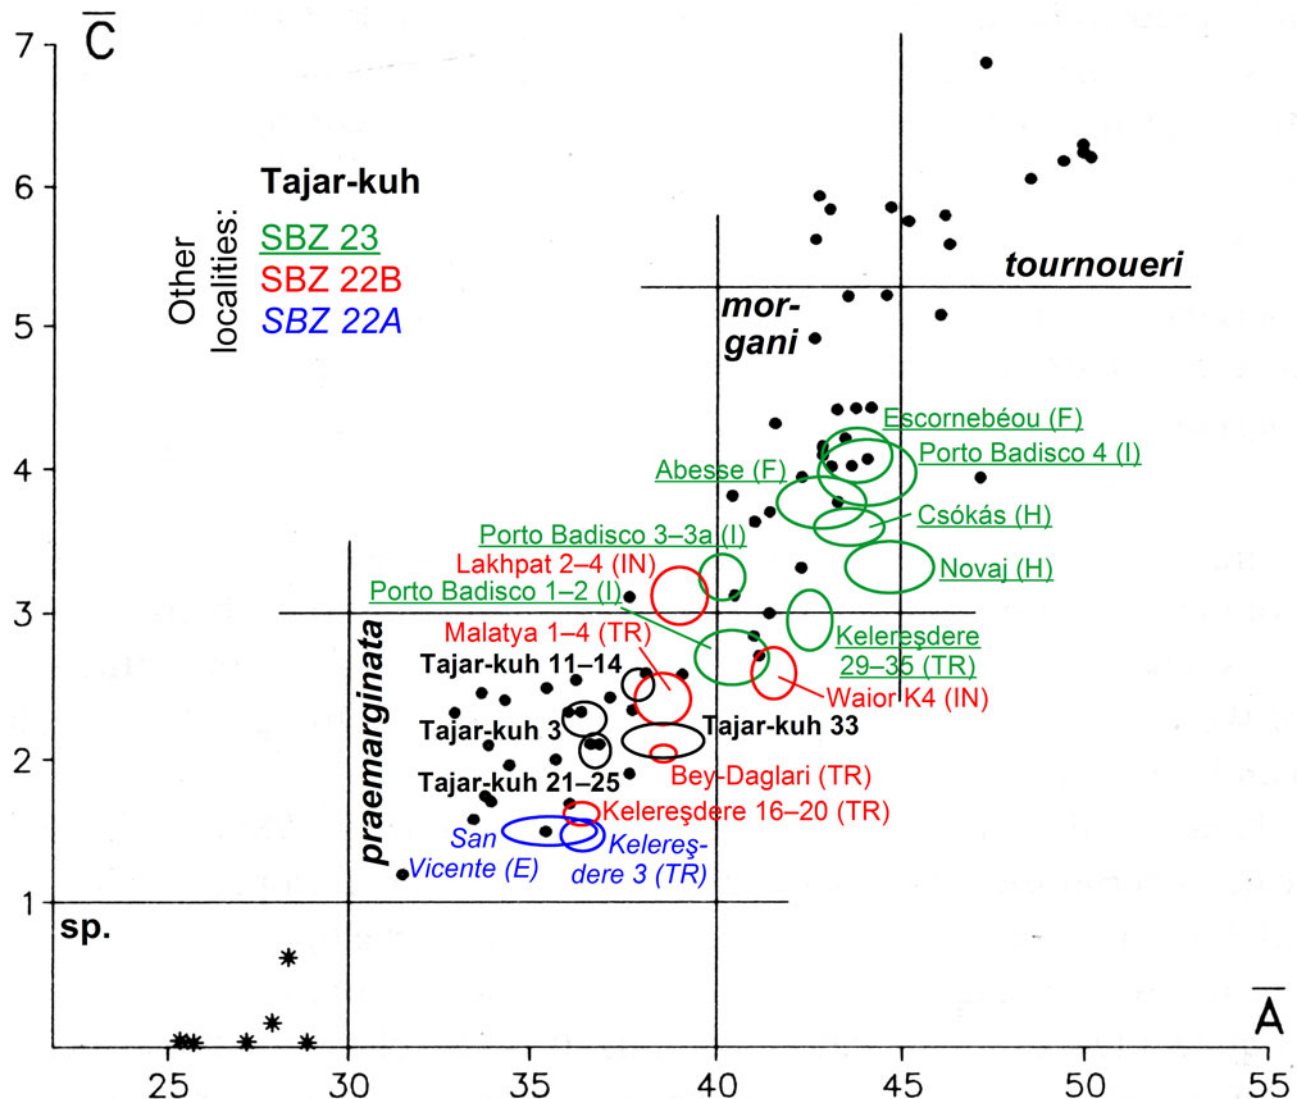 7
C
6
5
4
3
2
1
Tajar-kuh
Other
localities:
SBZ 23
SBZ 22B
SBZ 22A
tournoueri
mor-
gani
Escornebéou (F)
Porto Badisco 4 (I)
Abesse (F)
Csókás (H)
Porto Badisco 3–3a (I)
Lakhpat 2–4 (IN)
Novaj (H)
Porto Badisco 1–2 (I)
praemarginata
Malatya 1–4 (TR)
Kelereşdere
29–35 (TR)
Tajar-kuh 11–14
Waior K4 (IN)
Tajar-kuh 3
Tajar-kuh 33
Tajar-kuh 21–25
Bey-Daglari (TR)
Kelereşdere 16–20 (TR)
San
Vicente (E)
Kelereş-
dere 3 (TR)
sp.
A
25 30 35 40 45 50 55